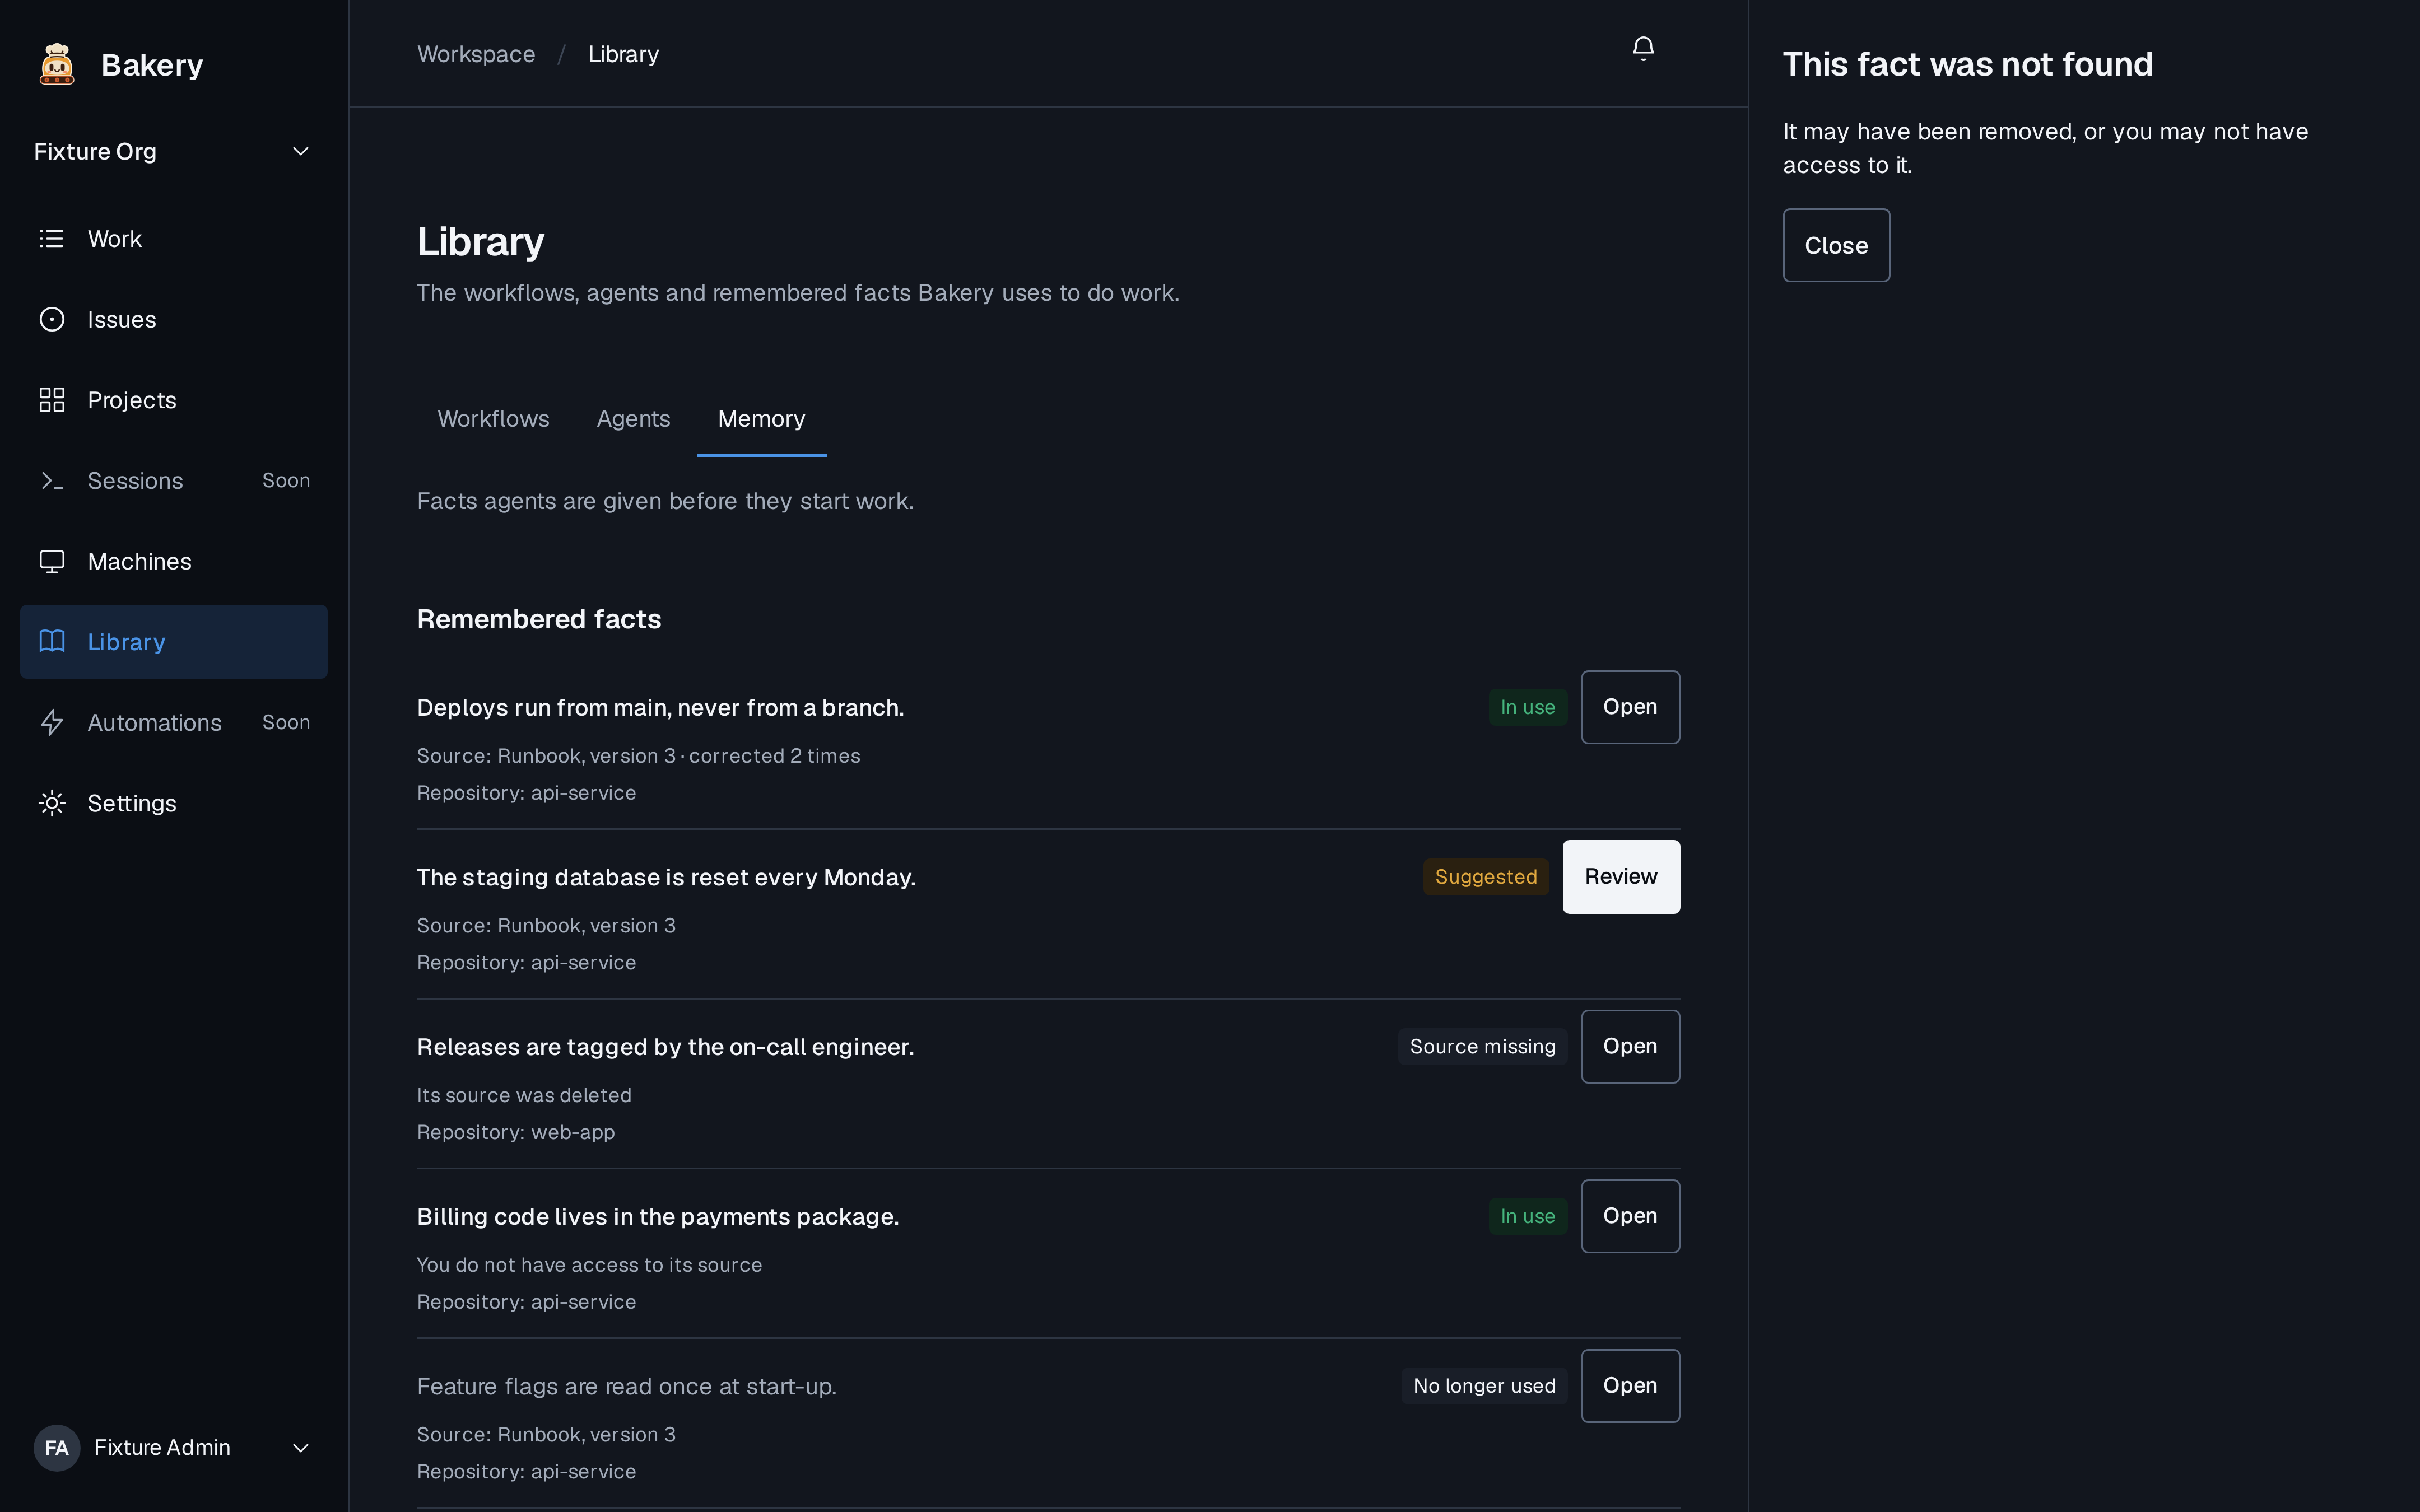 Bakery
Fixture Org
Work
Issues
Projects
Sessions Soon
Machines
Library
Automations Soon
Settings
FA Fixture Admin
Workspace / Library
Library
The workflows, agents and remembered facts Bakery uses to do work.
Workflows Agents Memory
Facts agents are given before they start work.
Remembered facts
Deploys run from main, never from a branch. In use Open
Source: Runbook, version 3 · corrected 2 times
Repository: api-service
The staging database is reset every Monday. Suggested Review
Source: Runbook, version 3
Repository: api-service
Releases are tagged by the on-call engineer. Source missing Open
Its source was deleted
Repository: web-app
Billing code lives in the payments package. In use Open
You do not have access to its source
Repository: api-service
Feature flags are read once at start-up. No longer used Open
Source: Runbook, version 3
Repository: api-service
This fact was not found
It may have been removed, or you may not have
access to it.
Close